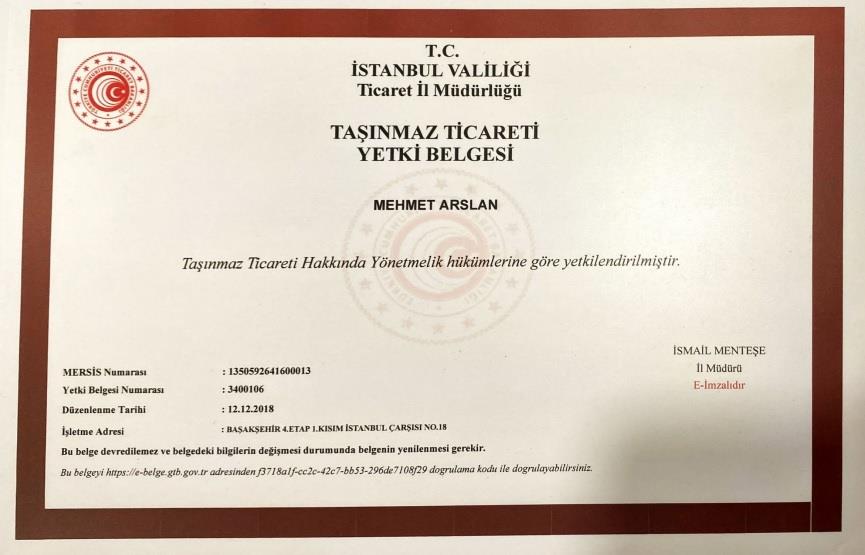 T.C.
İSTANBUL VALİLİĞİ
Ticaret İl Müdürlüğü
TAŞINMAZ TİCARETİ
YETKİ BELGESİ
MEHMET ARSLAN
Taşınmaz Ticareti Hakkında Yönetmelik hükümlerine göre yetkilendirilmiştir.
İSMAİL MENTEŞE
İl Müdürü
E-İmzalıdır
MERSİS Numarası : 1350592641600013
Yetki Belgesi Numarası : 3400106
Düzenlenme Tarihi : 12.12.2018
İşletme Adresi : BAŞAKŞEHİR 4.ETAP 1.KISIM İSTANBUL ÇARŞISI NO.18
Bu belge devredilemez ve belgedeki bilgilerin değişmesi durumunda belgenin yenilenmesi gerekir.
Bu belgeyi https://e-belge.gtb.gov.tr adresinden f3718a1f-cc2c-42c7-bb53-296de7108f29 dogrulama kodu ile dogrulayabilirsiniz.